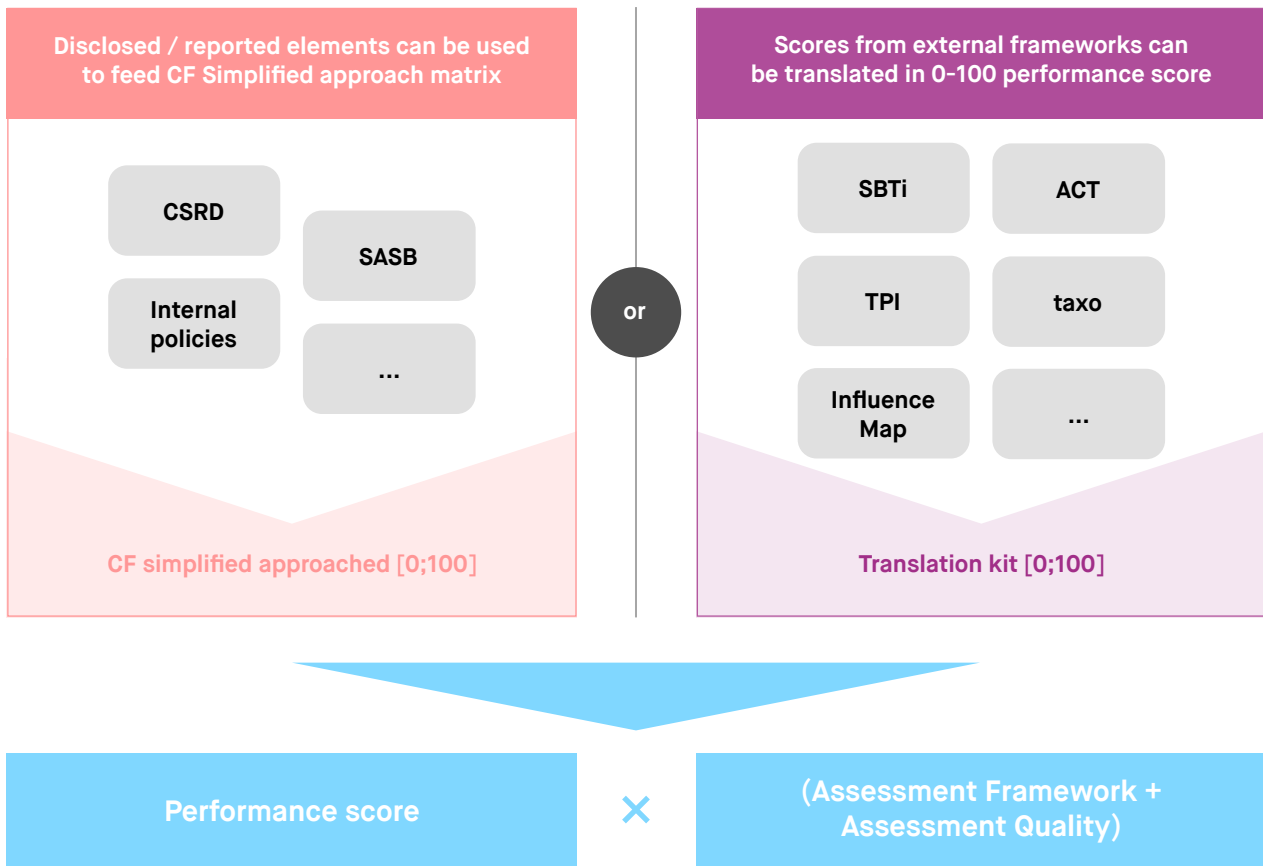 Disclosed / reported elements can be used
to feed CF Simplified approach matrix
CSRD
SASB
Internal
policies
...
CF simplified approached [0;100]
or
Scores from external frameworks can
be translated in 0-100 performance score
SBTi
ACT
TPI
taxo
Influence
Map
...
Translation kit [0;100]
Performance score
×
(Assessment Framework +
Assessment Quality)